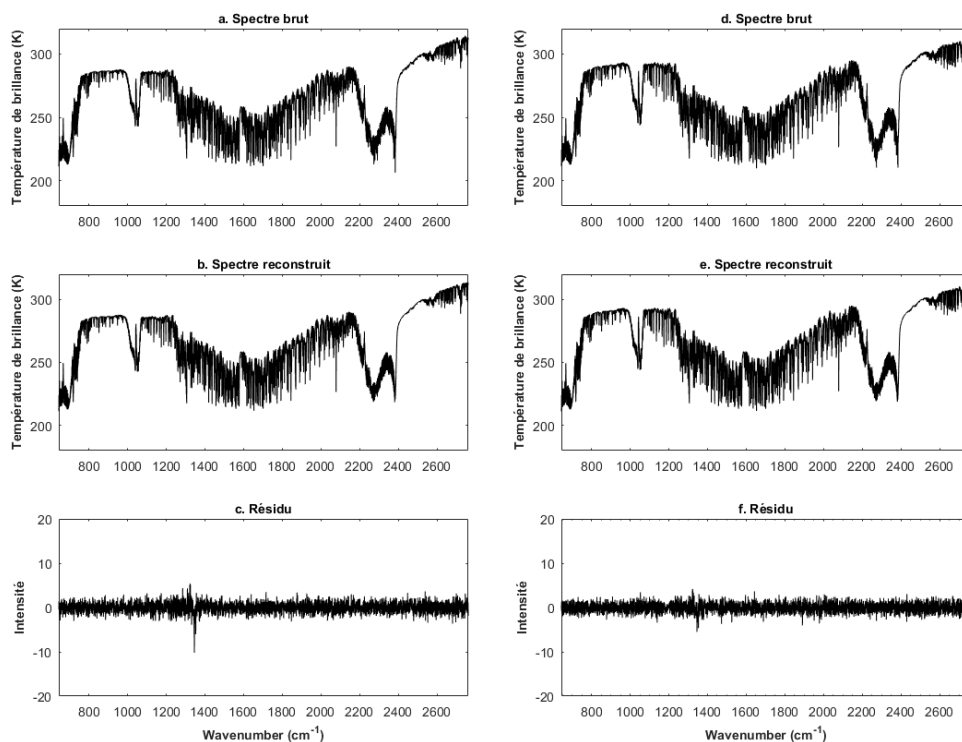 a. Spectre brut
Température de brillance (K)
300
250
200
800 1000 1200 1400 1600 1800 2000 2200 2400 2600
d. Spectre brut
Température de brillance (K)
300
250
200
800 1000 1200 1400 1600 1800 2000 2200 2400 2600
b. Spectre reconstruit
Température de brillance (K)
300
250
200
800 1000 1200 1400 1600 1800 2000 2200 2400 2600
e. Spectre reconstruit
Température de brillance (K)
300
250
200
800 1000 1200 1400 1600 1800 2000 2200 2400 2600
c. Résidu
Intensité
20
10
0
-10
-20
800 1000 1200 1400 1600 1800 2000 2200 2400 2600
Wavenumber (cm⁻¹)
f. Résidu
Intensité
20
10
0
-10
-20
800 1000 1200 1400 1600 1800 2000 2200 2400 2600
Wavenumber (cm⁻¹)